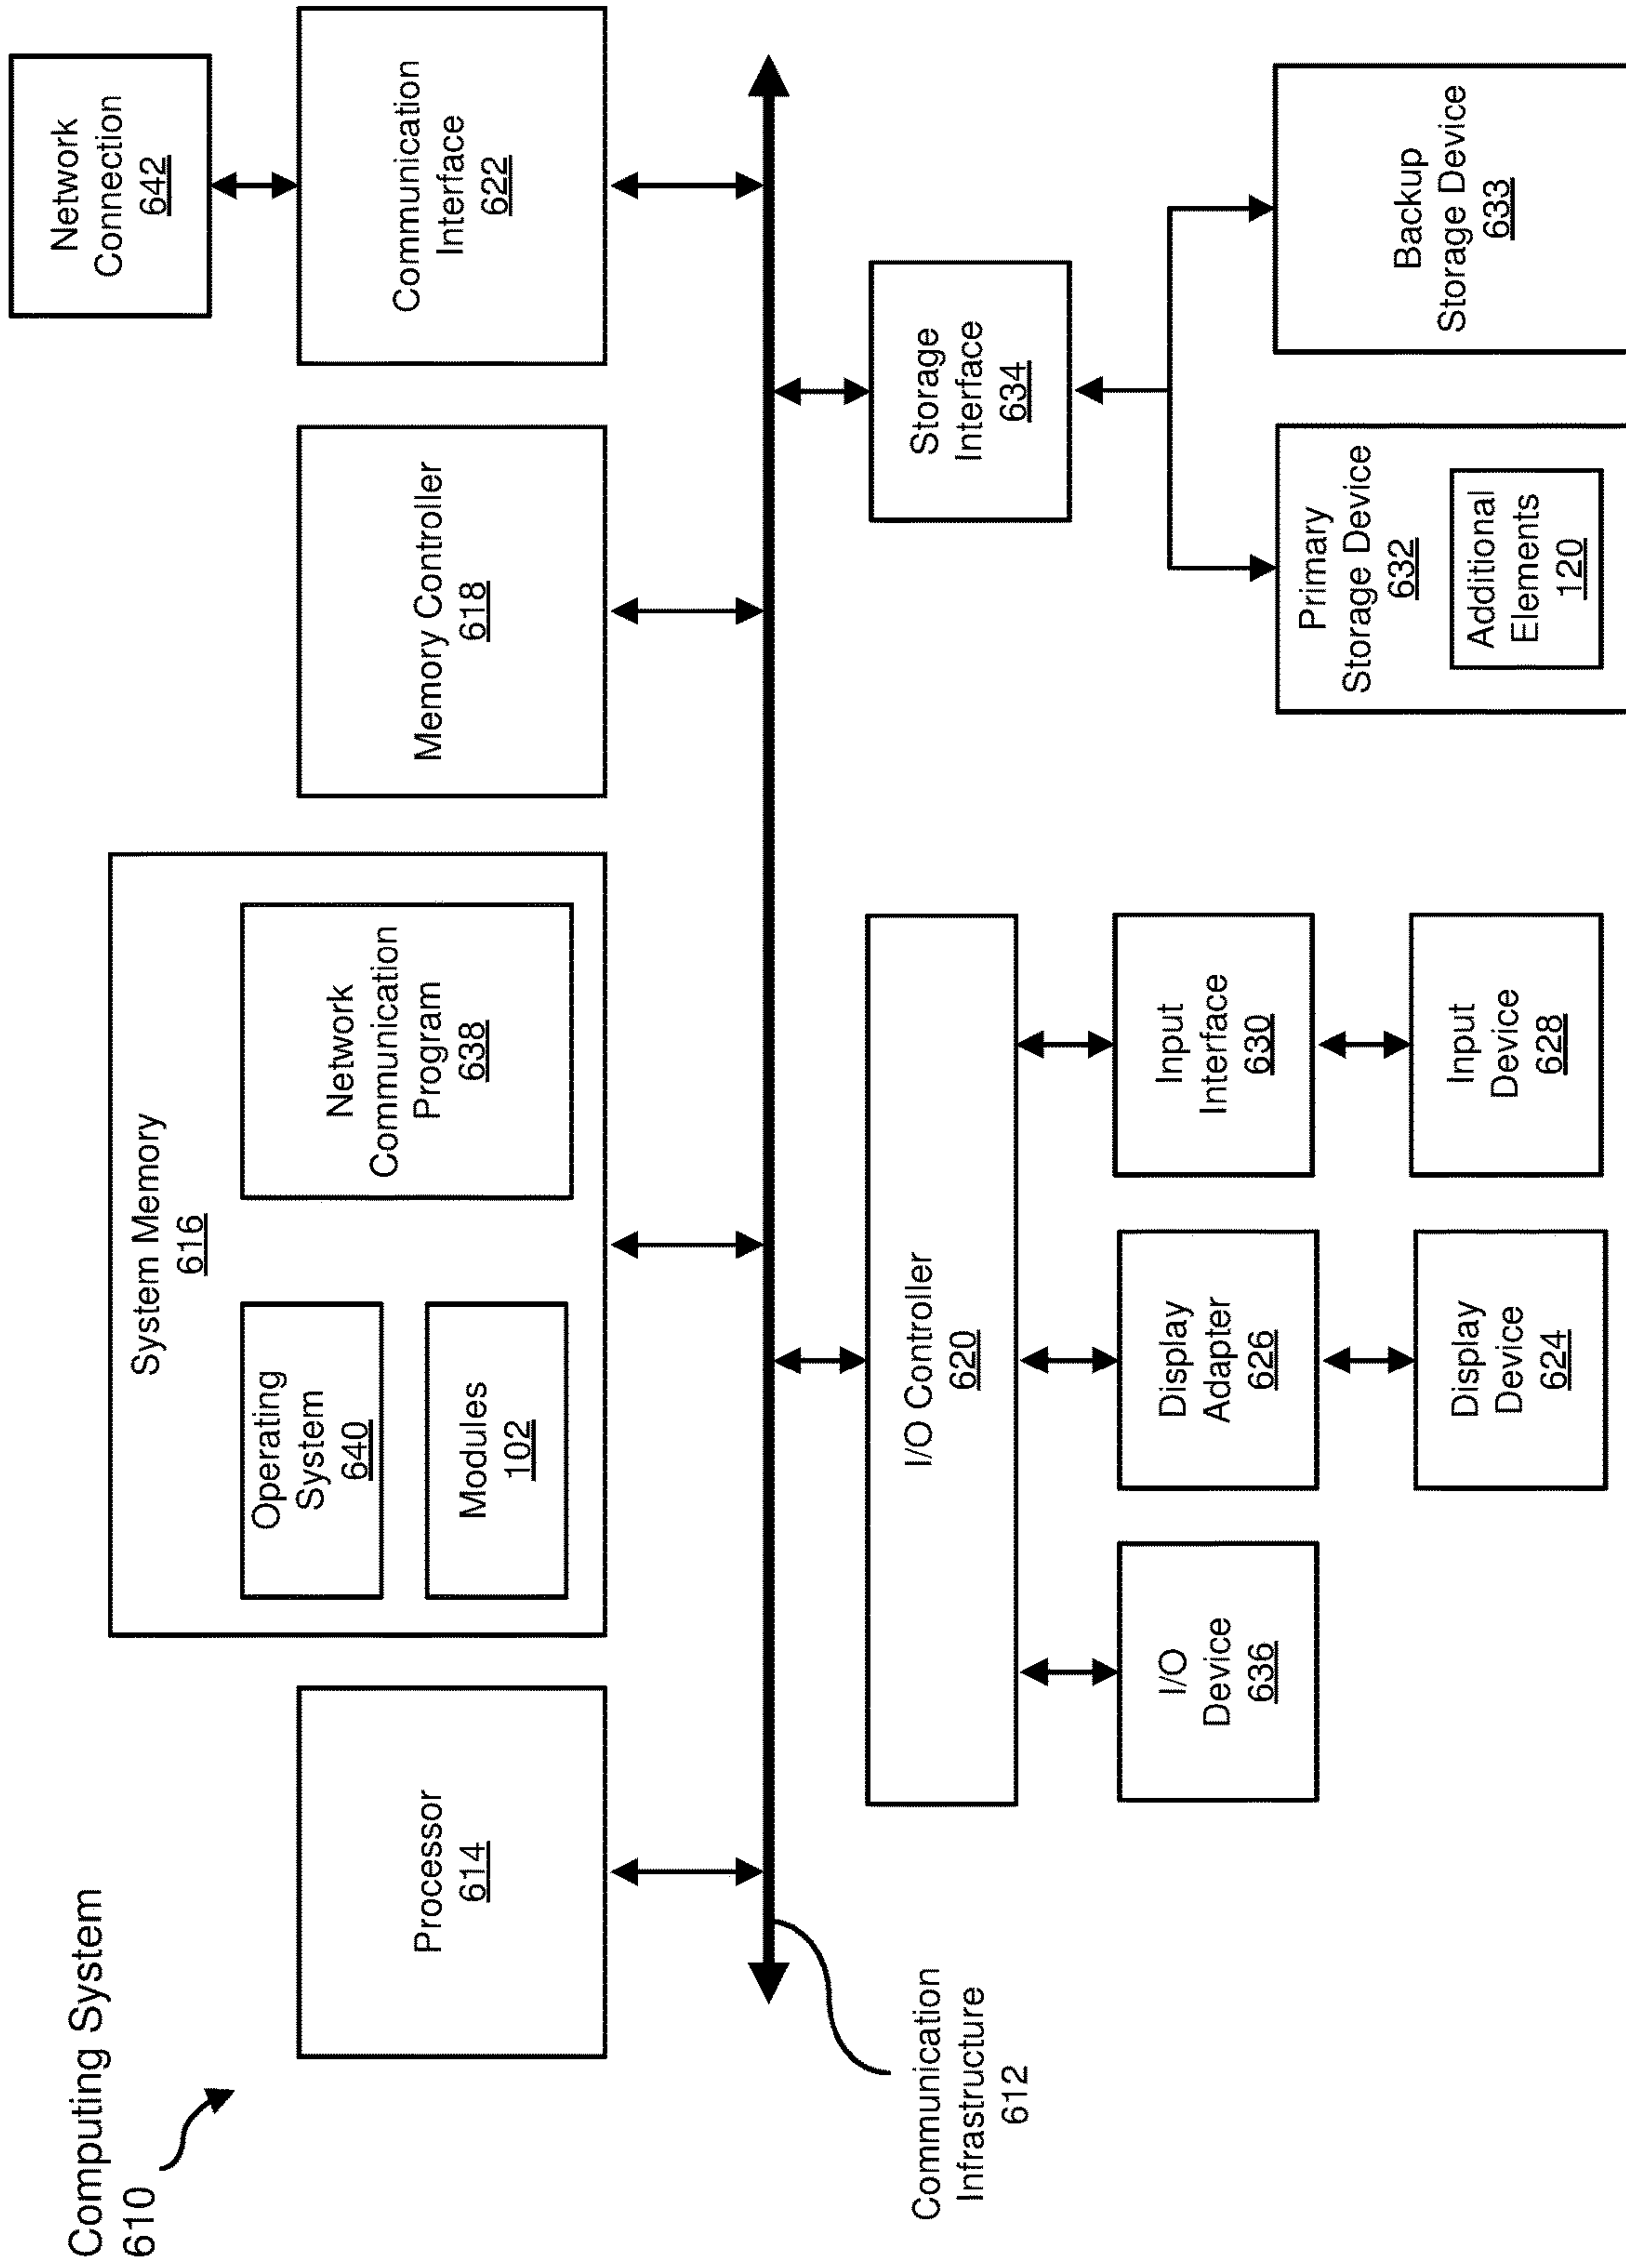 Computing System
610
Processor
614
System Memory
616
Operating
System
640
Modules
102
Network
Communication
Program
638
Memory Controller
618
Communication
Interface
622
Network
Connection
642
Communication
Infrastructure
612
I/O Controller
620
I/O
Device
636
Display
Adapter
626
Display
Device
624
Input
Interface
630
Input
Device
628
Storage
Interface
634
Primary
Storage Device
632
Additional
Elements
120
Backup
Storage Device
633